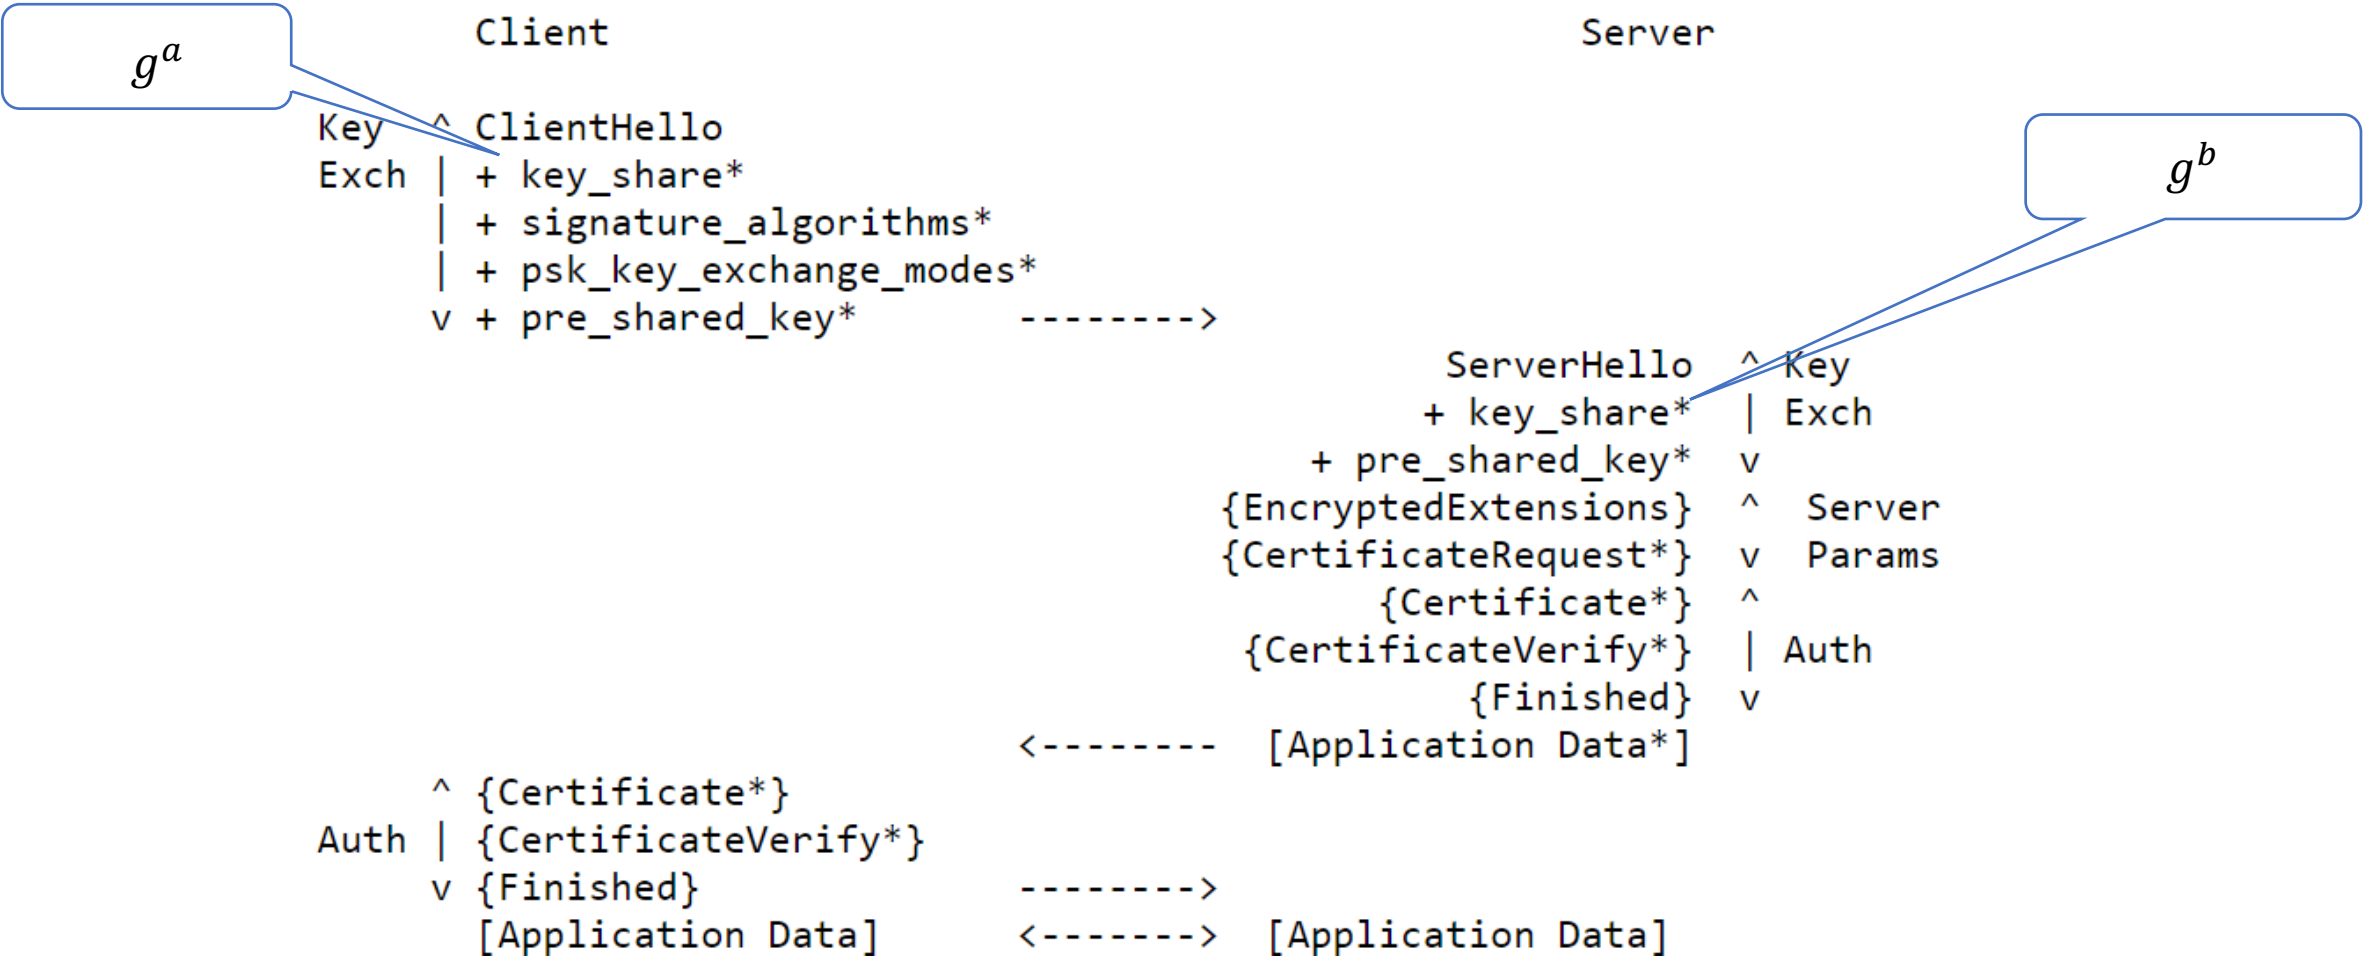 Client Server
g^a
Key ^ ClientHello
Exch | + key_share*
| + signature_algorithms*
| + psk_key_exchange_modes*
v + pre_shared_key* -------->
g^b
ServerHello ^ Key
+ key_share* | Exch
+ pre_shared_key* v
{EncryptedExtensions} ^ Server
{CertificateRequest*} v Params
{Certificate*} ^
{CertificateVerify*} | Auth
{Finished} v
<-------- [Application Data*]
^ {Certificate*}
Auth | {CertificateVerify*}
v {Finished} -------->
[Application Data] <-------> [Application Data]